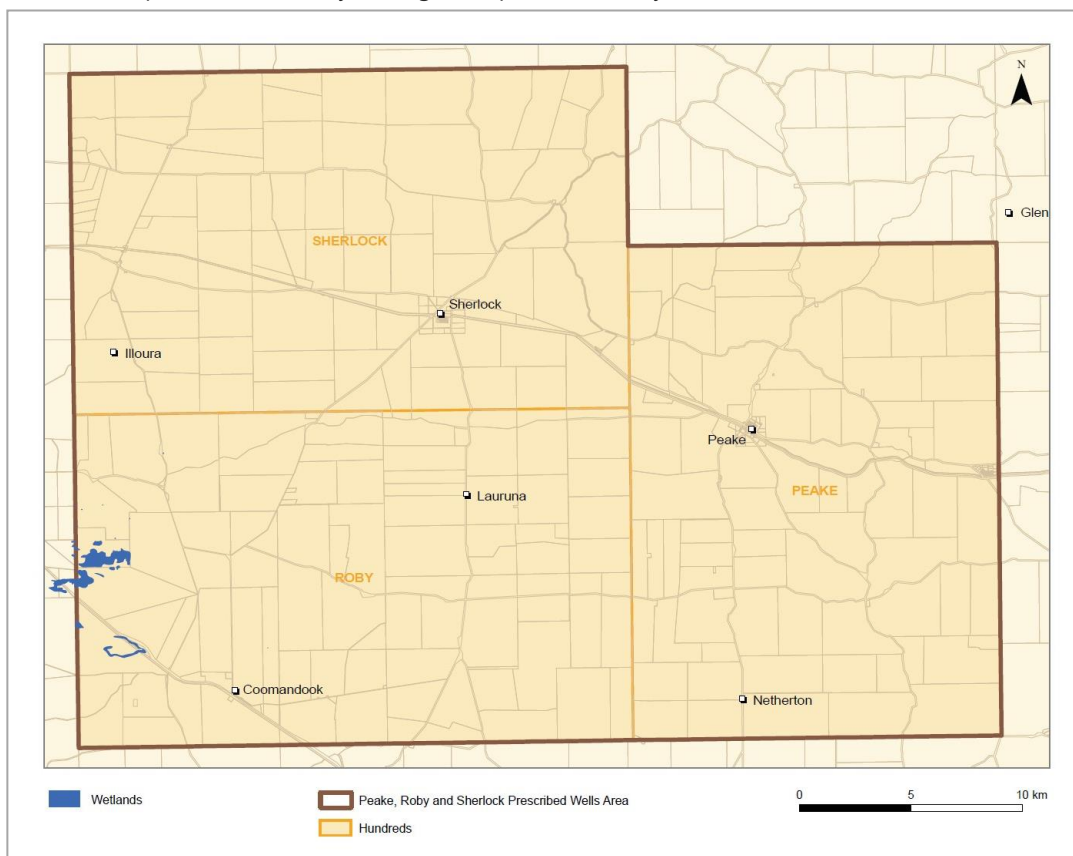 N
Glen
SHERLOCK
Sherlock
Illoura
Peake
PEAKE
Lauruna
ROBY
Coomandook
Netherton
Wetlands
Peake, Roby and Sherlock Prescribed Wells Area
Hundreds
0 5 10 km